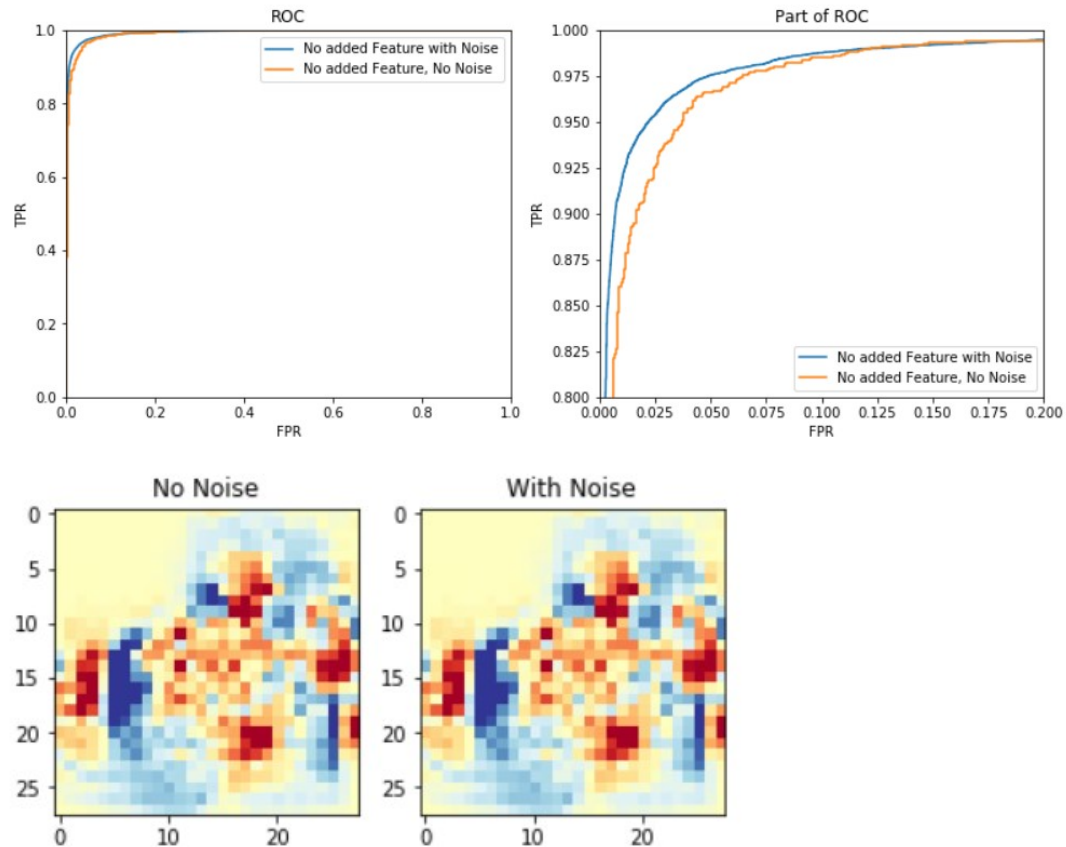 ROC
1.0
0.8
0.6
0.4
0.2
0.0
TPR
No added Feature with Noise
No added Feature, No Noise
0.0 0.2 0.4 0.6 0.8 1.0
FPR
Part of ROC
1.000
0.975
0.950
0.925
0.900
0.875
0.850
0.825
0.800
TPR
No added Feature with Noise
No added Feature, No Noise
0.000 0.025 0.050 0.075 0.100 0.125 0.150 0.175 0.200
FPR
No Noise
0
5
10
15
20
25
0 10 20
With Noise
0
5
10
15
20
25
0 10 20